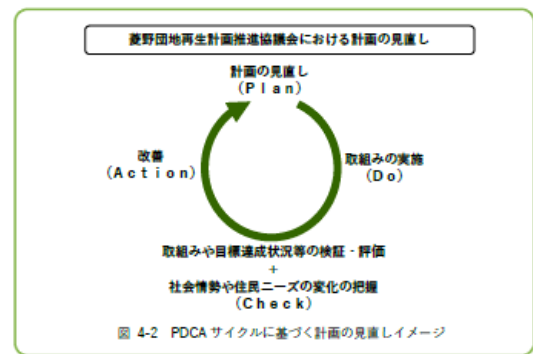 菱野団地再生計画推進協議会における計画の見直し
計画の見直し
（Ｐｌａｎ）
改善
（Ａｃｔｉｏｎ）
取組みの実施
（Ｄｏ）
取組みや目標達成状況等の検証・評価
+
社会情勢や住民ニーズの変化の把握
（Ｃｈｅｃｋ）
図 4-2 PDCA サイクルに基づく計画の見直しイメージ